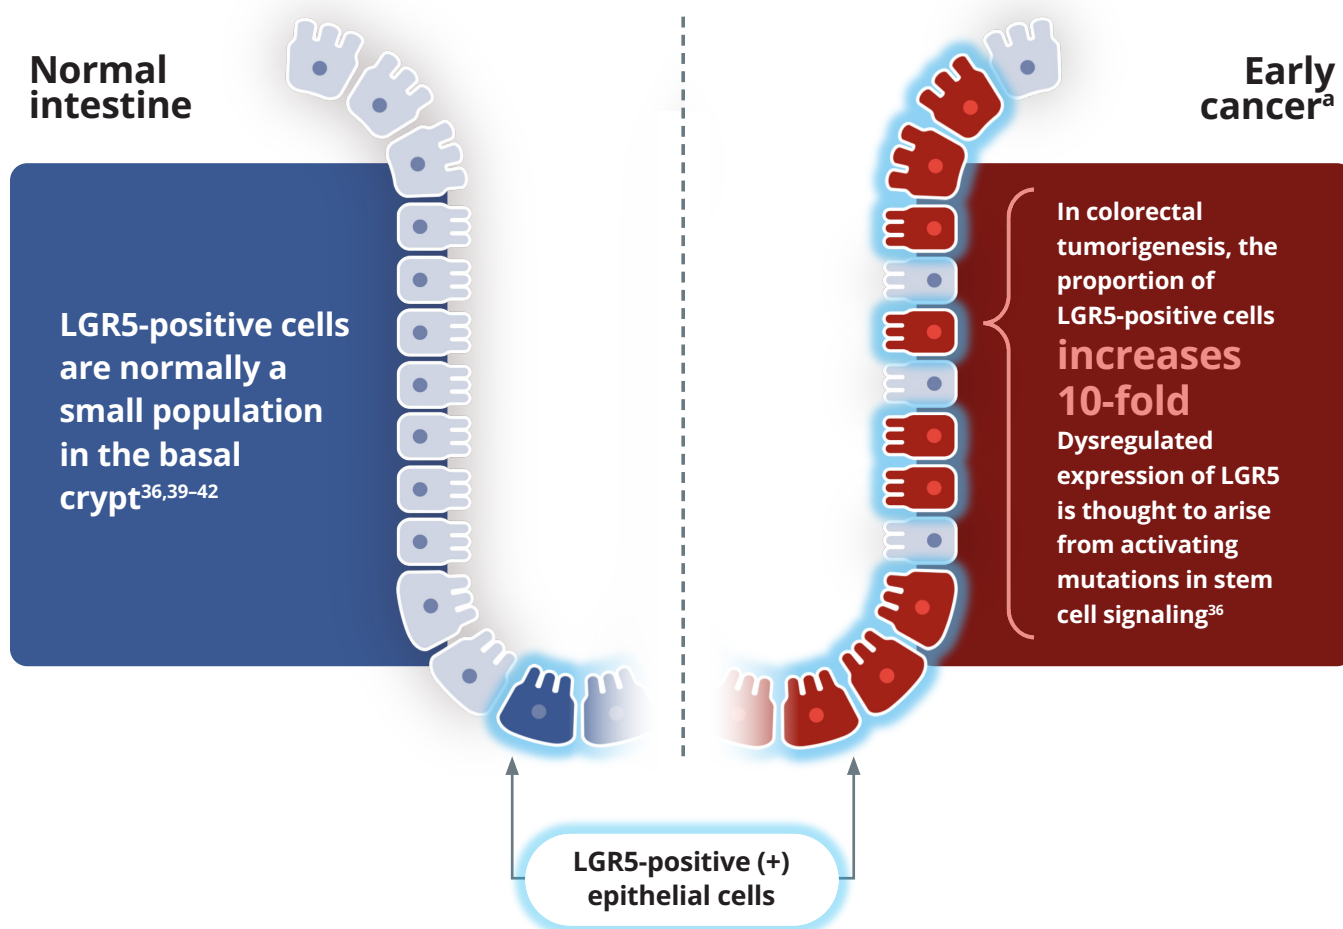 Normal
intestine
Early
cancerᵃ
LGR5-positive cells
are normally a
small population
in the basal
crypt³⁶,³⁹⁻⁴²
In colorectal
tumorigenesis, the
proportion of
LGR5-positive cells
increases
10-fold
Dysregulated
expression of LGR5
is thought to arise
from activating
mutations in stem
cell signaling³⁶
LGR5-positive (+)
epithelial cells